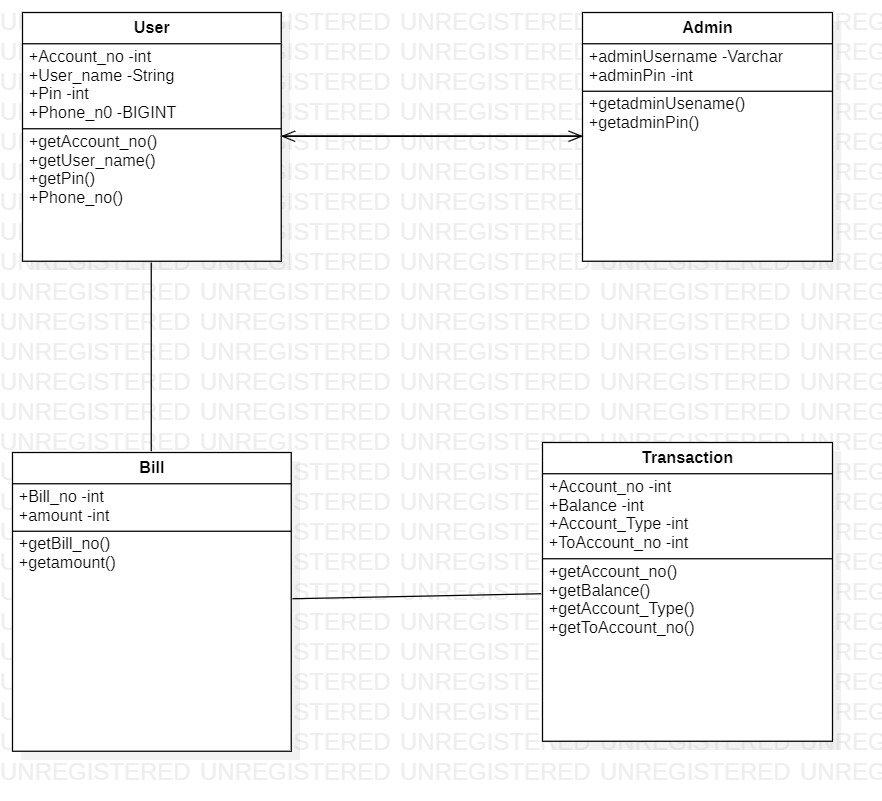 User
+Account_no -int
+User_name -String
+Pin -int
+Phone_n0 -BIGINT
+getAccount_no()
+getUser_name()
+getPin()
+Phone_no()
Admin
+adminUsername -Varchar
+adminPin -int
+getadminUsename()
+getadminPin()
Bill
+Bill_no -int
+amount -int
+getBill_no()
+getamount()
Transaction
+Account_no -int
+Balance -int
+Account_Type -int
+ToAccount_no -int
+getAccount_no()
+getBalance()
+getAccount_Type()
+getToAccount_no()
UNREGISTERED UNREGISTERED UNREGISTERED UNREGISTERED UNREG